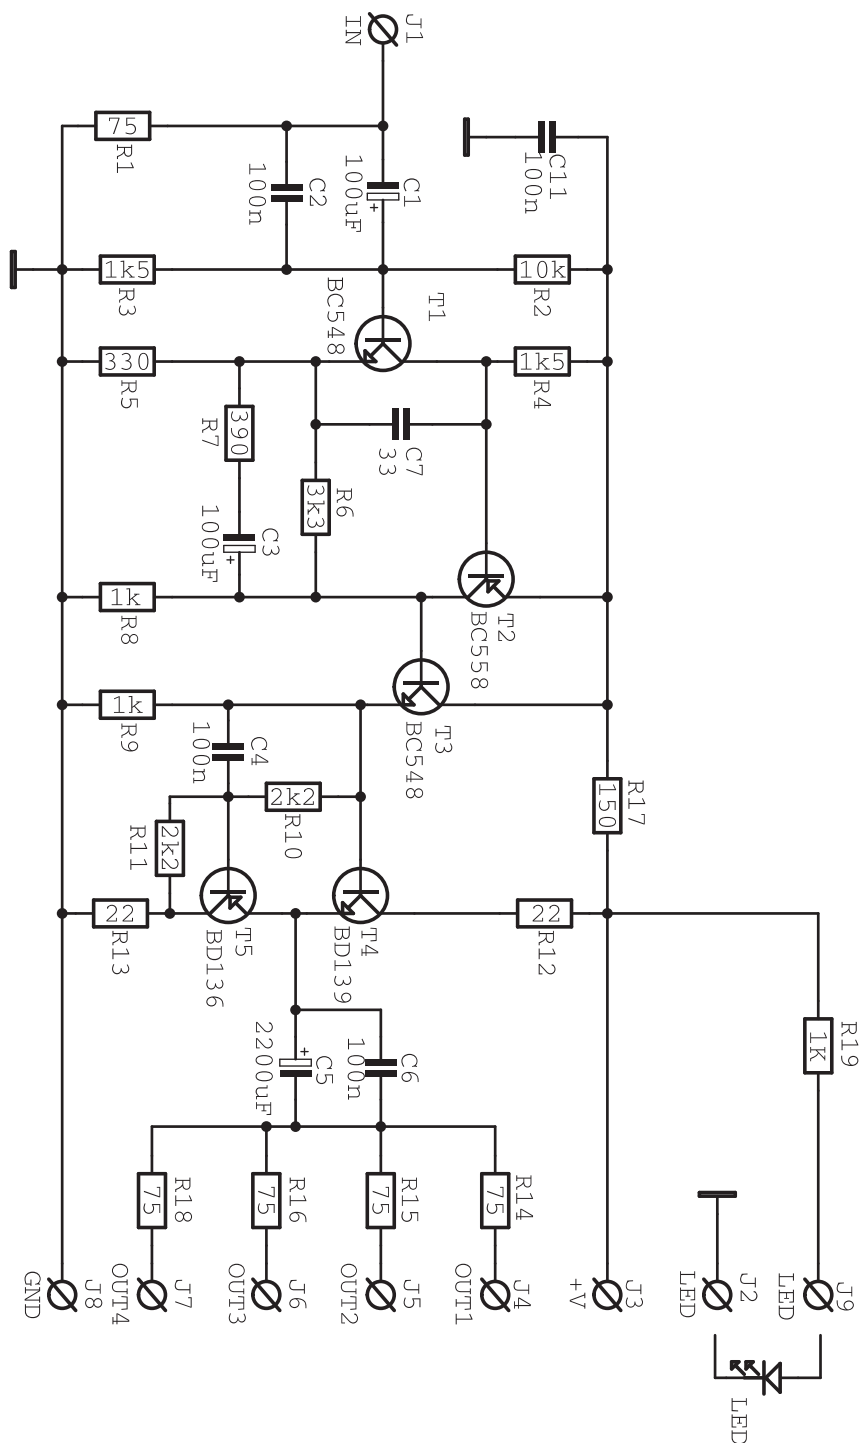 J1
IN
75
R1
C2
100n
C1
100uF
+
C11
100n
1k5
R3
10k
R2
T1
BC548
330
R5
1k5
R4
390
R7
C7
33
R6
3k3
C3
100uF
+
T2
BC558
1k
R8
T3
BC548
1k
R9
C4
100n
2k2
R10
2k2
R11
R17
150
T5
BD136
T4
BD139
22
R13
22
R12
C5
2200uF
+
C6
100n
R19
1K
R18
75
R16
75
R15
75
R14
75
J8
GND
J7
OUT4
J6
OUT3
J5
OUT2
J4
OUT1
J3
+V
J2
LED
J9
LED
LED